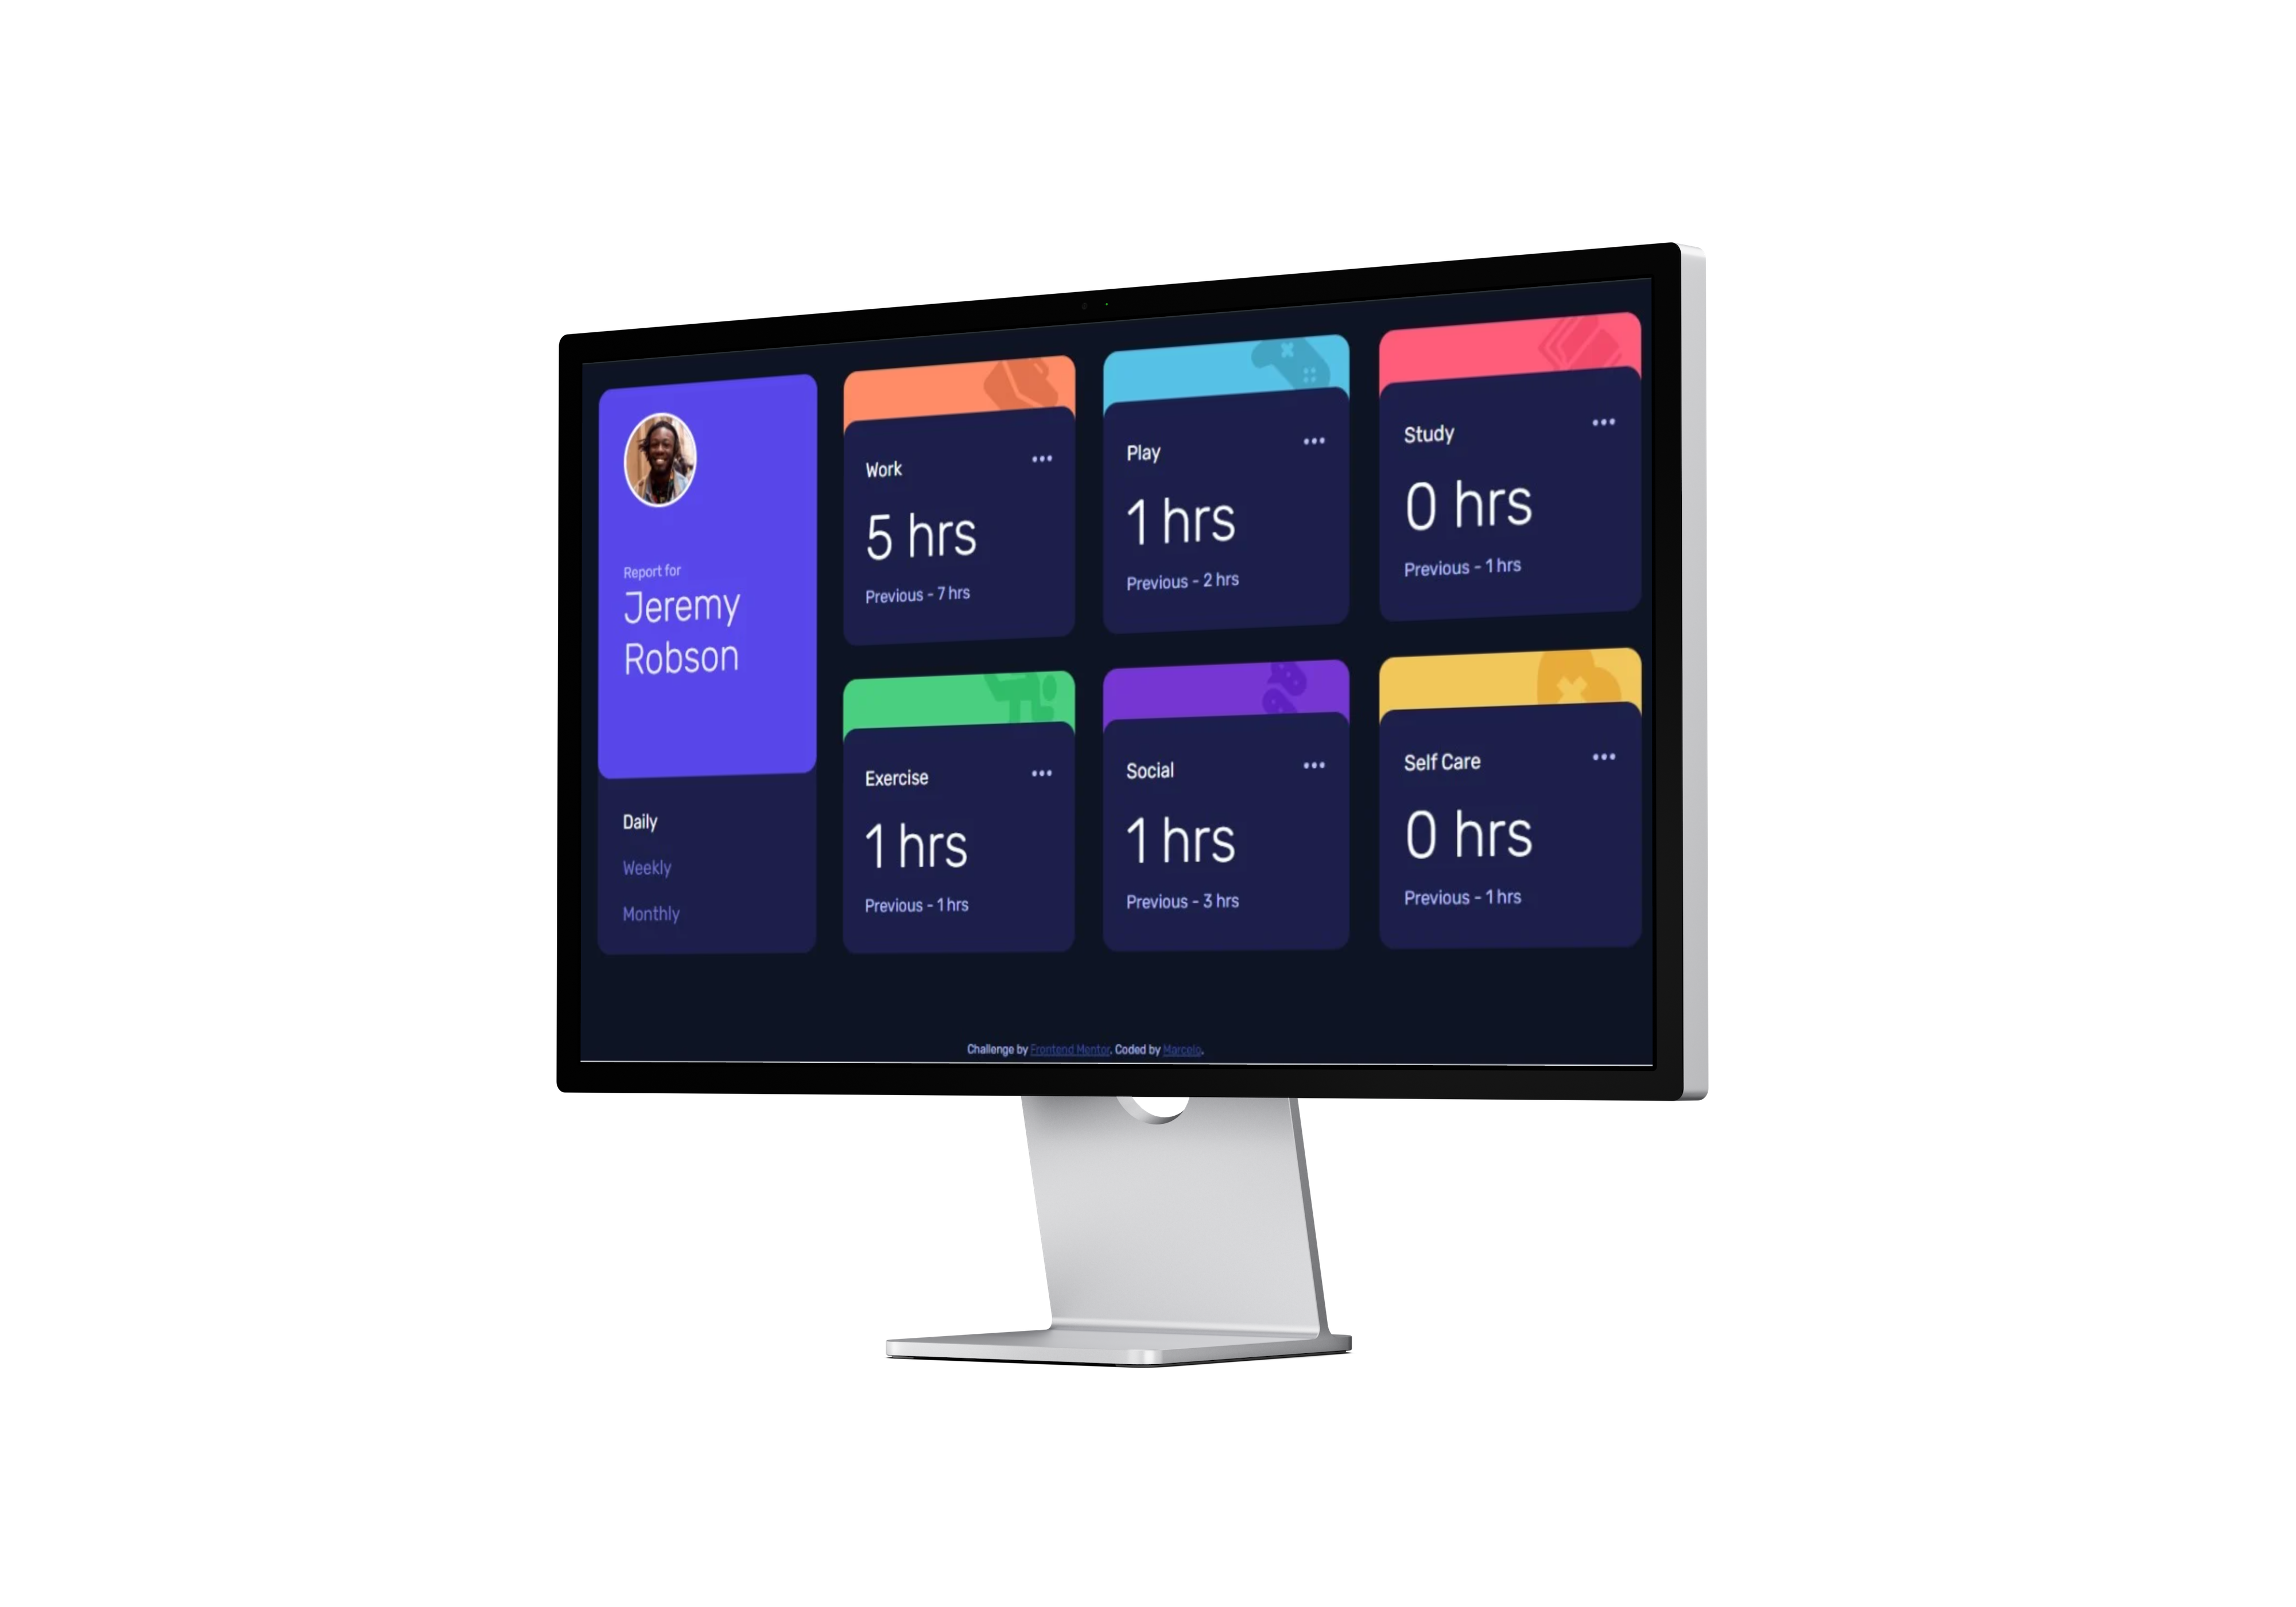 Report for
Jeremy
Robson
Daily
Weekly
Monthly
Work
5 hrs
Previous - 7 hrs
Play
1 hrs
Previous - 2 hrs
Study
0 hrs
Previous - 1 hrs
Exercise
1 hrs
Previous - 1 hrs
Social
1 hrs
Previous - 3 hrs
Self Care
0 hrs
Previous - 1 hrs
Challenge by Frontend Mentor. Coded by Marcelo.